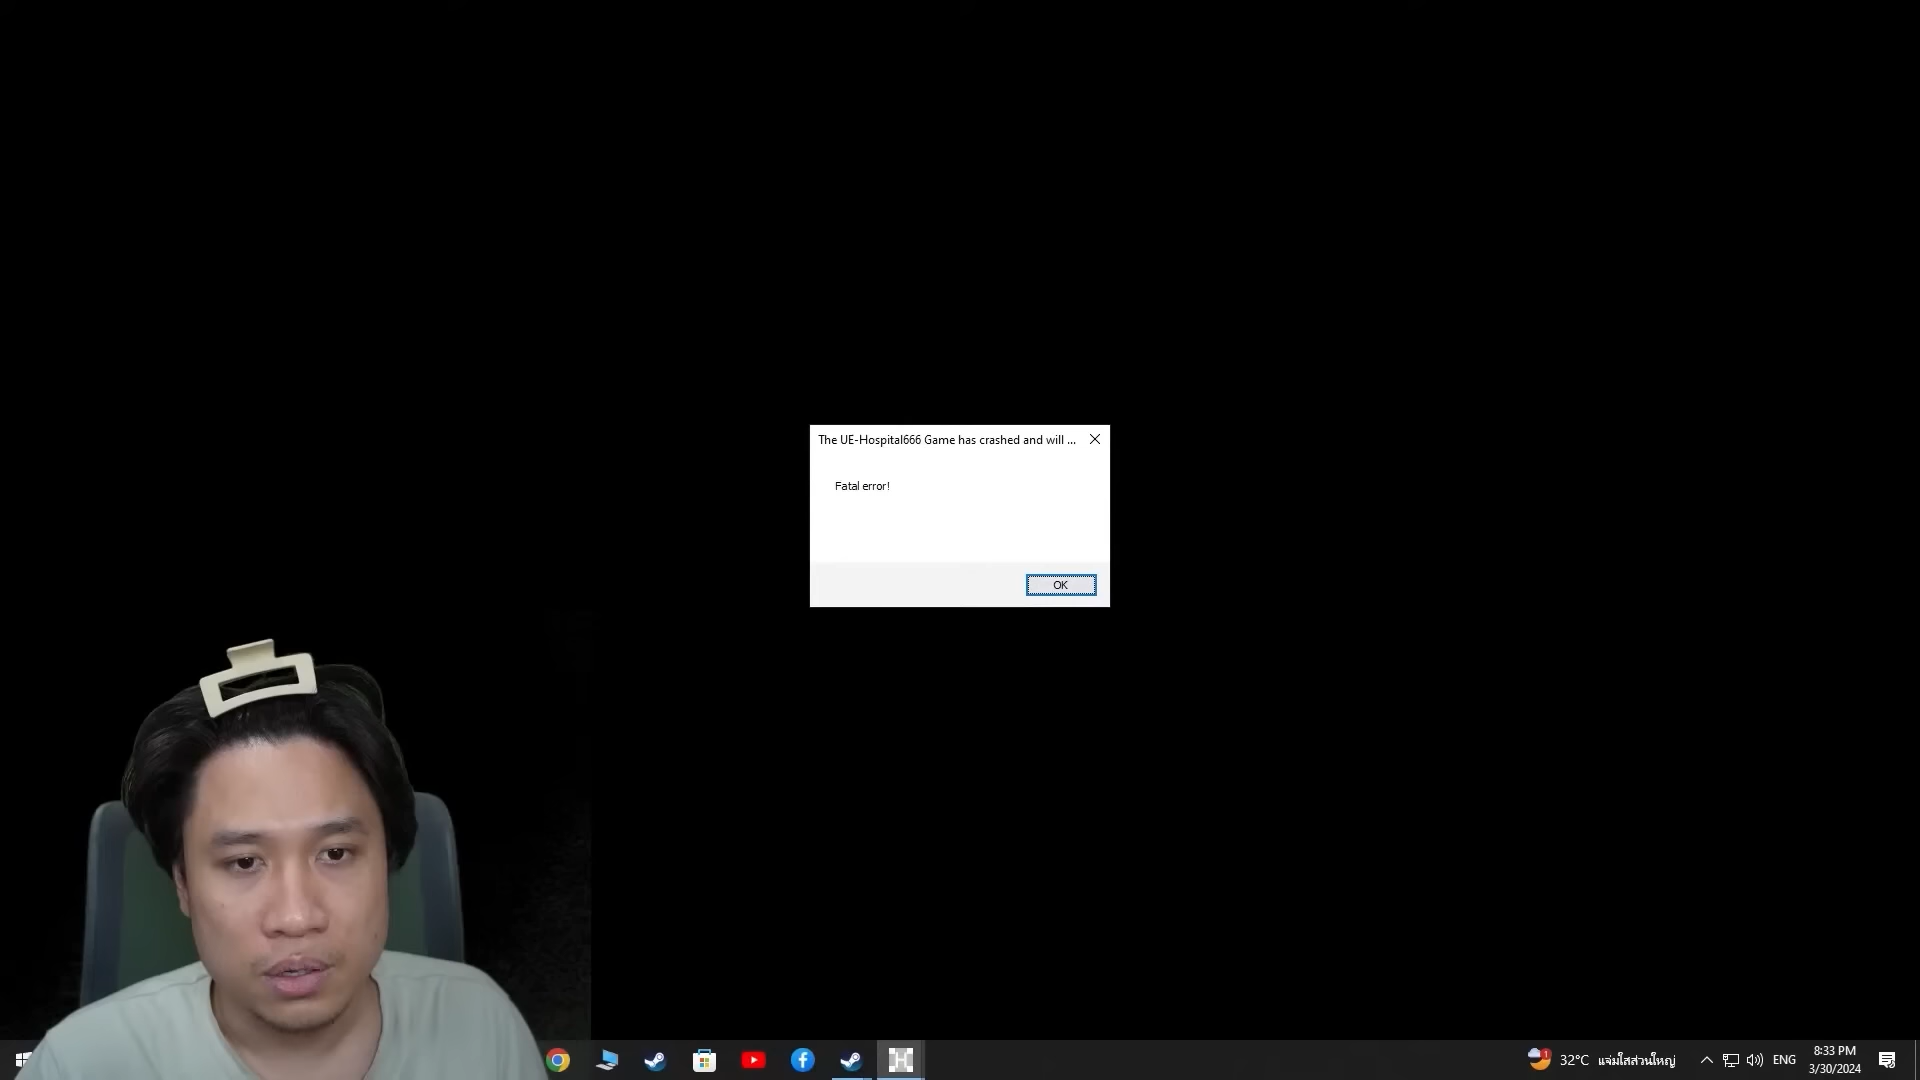 The UE-Hospital666 Game has crashed and will ...
Fatal error!
OK
32°C แจ่มใสส่วนใหญ่
ENG
8:33 PM
3/30/2024